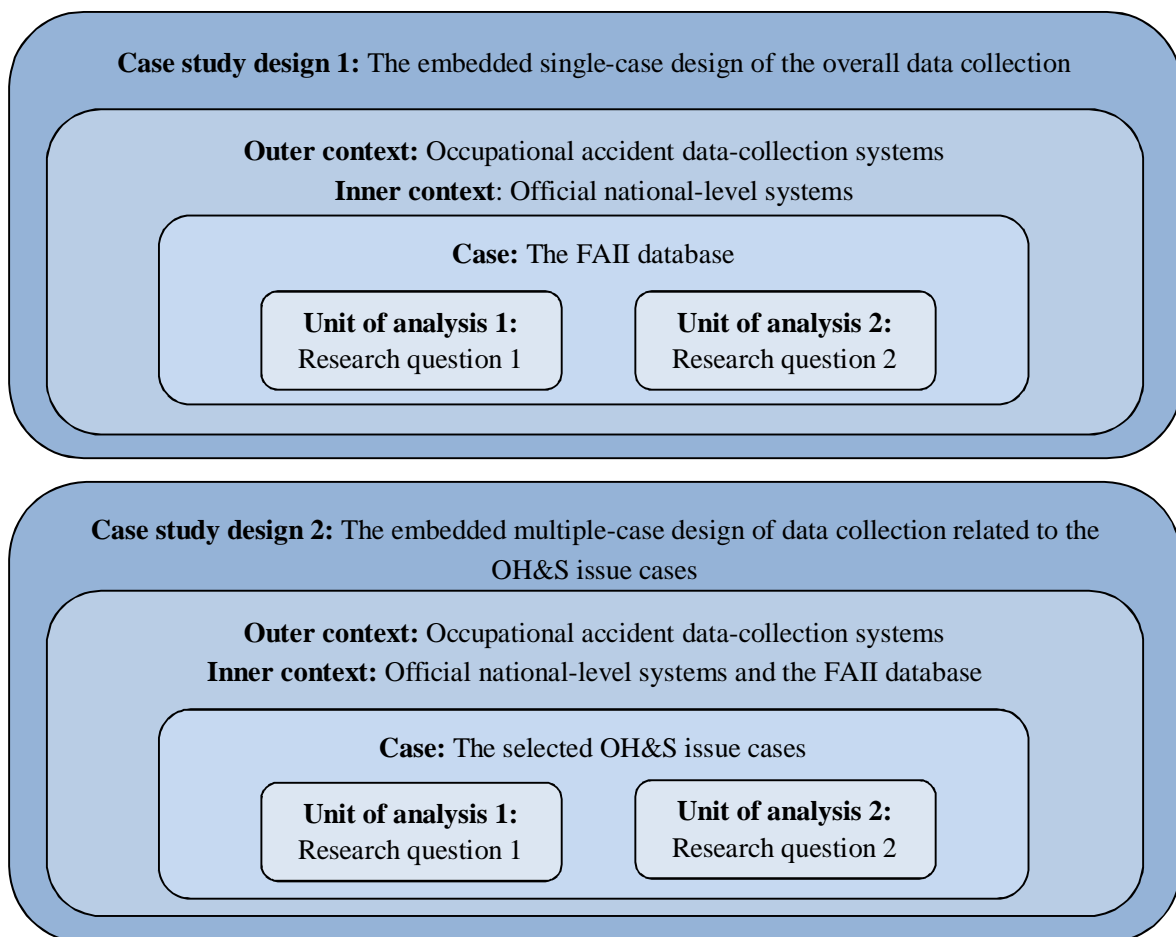 Case study design 1: The embedded single-case design of the overall data collection
Outer context: Occupational accident data-collection systems
Inner context: Official national-level systems
Case: The FAII database
Unit of analysis 1:
Research question 1
Unit of analysis 2:
Research question 2
Case study design 2: The embedded multiple-case design of data collection related to the
OH&S issue cases
Outer context: Occupational accident data-collection systems
Inner context: Official national-level systems and the FAII database
Case: The selected OH&S issue cases
Unit of analysis 1:
Research question 1
Unit of analysis 2:
Research question 2